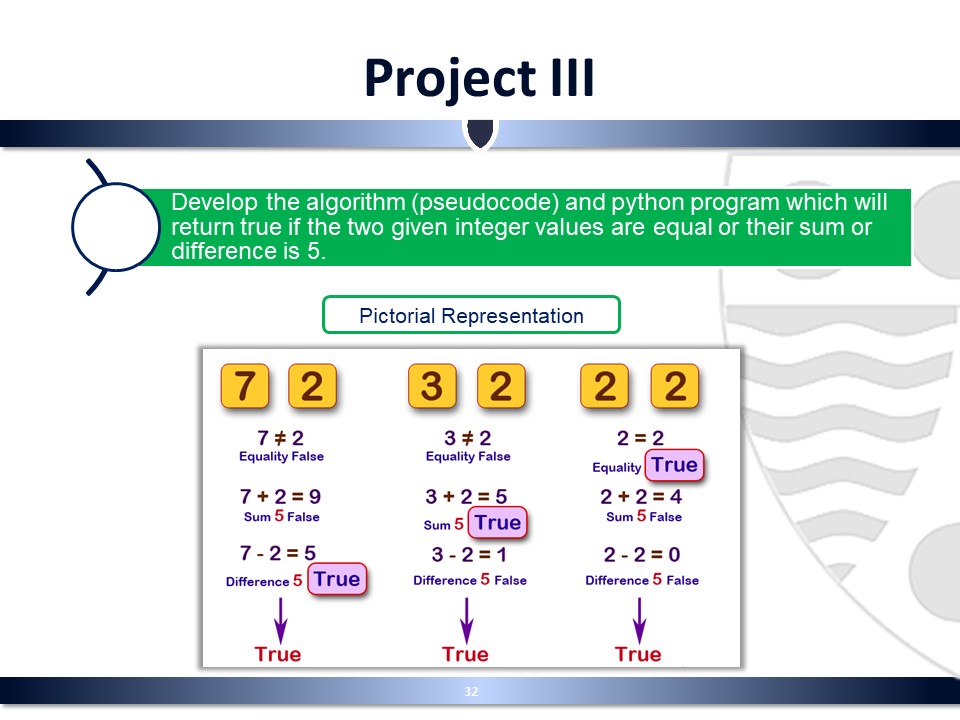 Project III
Develop the algorithm (pseudocode) and python program which will
return true if the two given integer values are equal or their sum or
difference is 5.
Pictorial Representation
7 2 3 2 2 2
7 ≠ 2 3 ≠ 2 2 = 2
Equality False Equality False Equality True
7 + 2 = 9 3 + 2 = 5 2 + 2 = 4
Sum 5 False Sum 5 True Sum 5 False
7 - 2 = 5 3 - 2 = 1 2 - 2 = 0
Difference 5 True Difference 5 False Difference 5 False
True True True
32